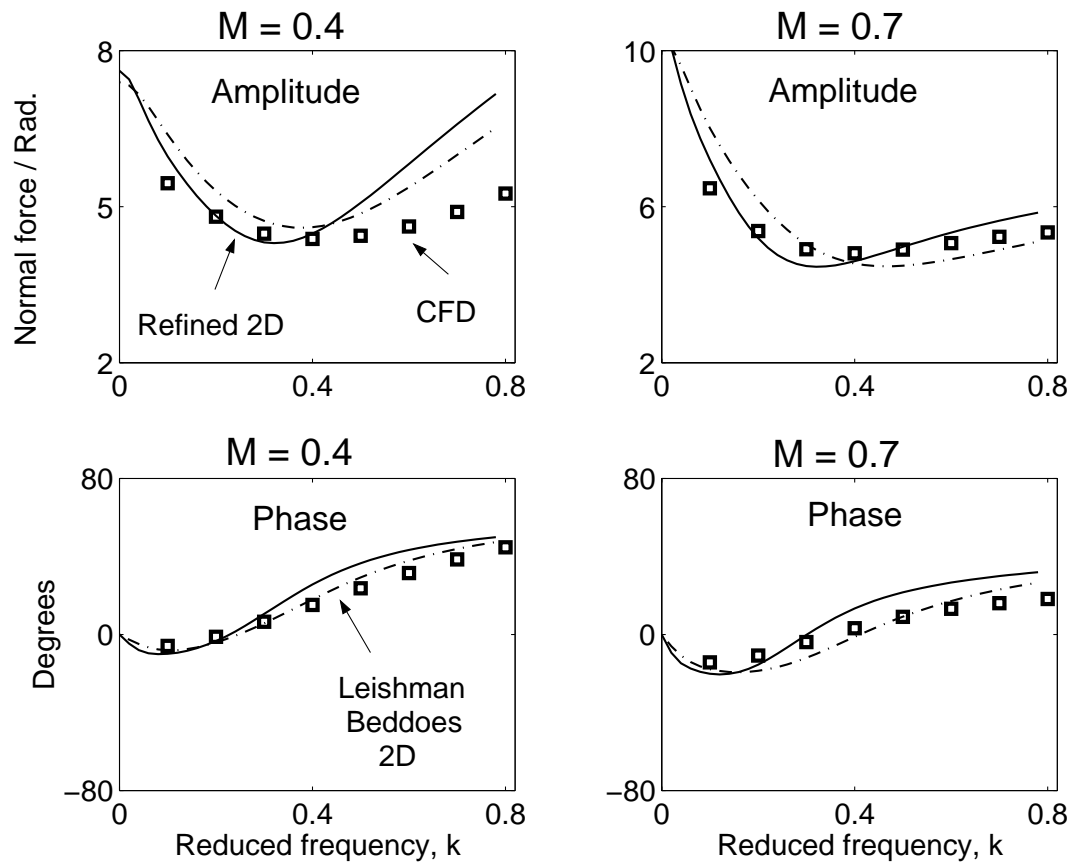 M = 0.4
8
Amplitude
5
Normal force / Rad.
Refined 2D
CFD
2
0
0.4
0.8
M = 0.7
10
Amplitude
6
2
0
0.4
0.8
M = 0.4
80
Phase
0
Degrees
Leishman
Beddoes
2D
−80
0
0.4
0.8
Reduced frequency, k
M = 0.7
80
Phase
0
−80
0
0.4
0.8
Reduced frequency, k